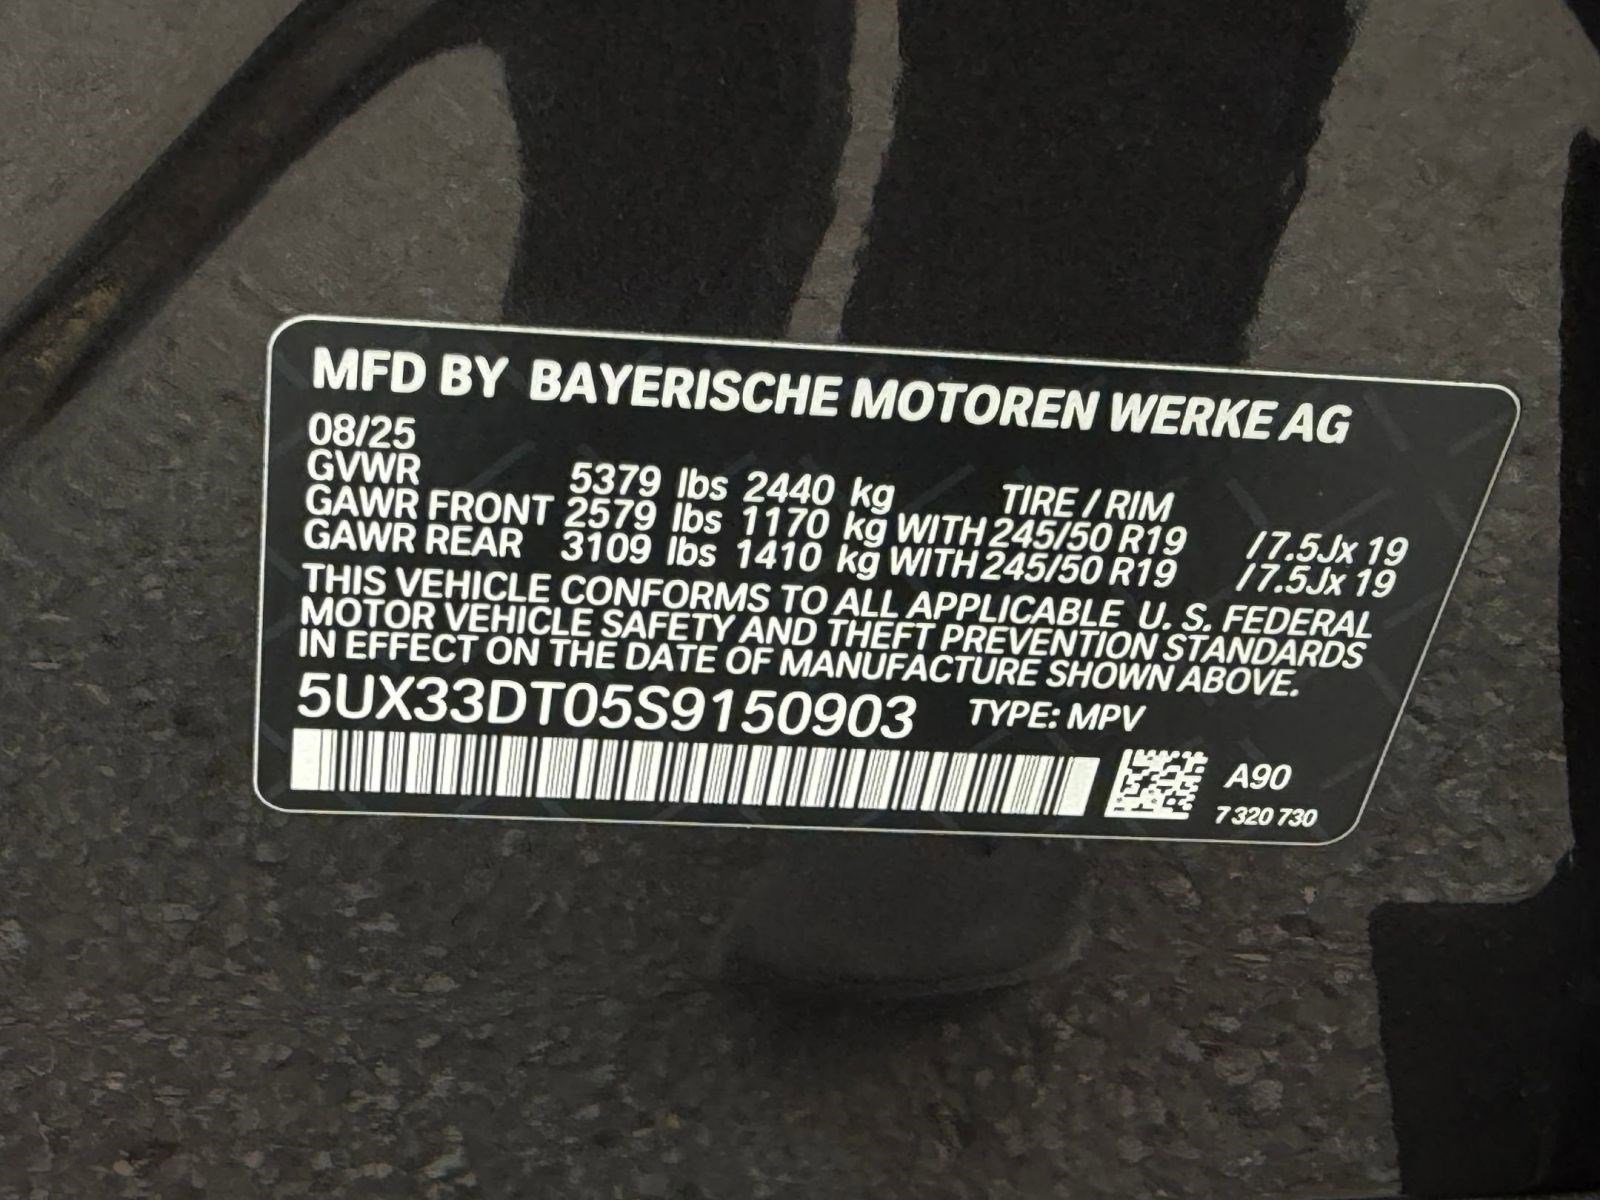 MFD BY BAYERISCHE MOTOREN WERKE AG
08/25
GVWR 5379 lbs 2440 kg TIRE / RIM
GAWR FRONT 2579 lbs 1170 kg WITH 245/50 R19 / 7.5Jx 19
GAWR REAR 3109 lbs 1410 kg WITH 245/50 R19 / 7.5Jx 19
THIS VEHICLE CONFORMS TO ALL APPLICABLE U. S. FEDERAL
MOTOR VEHICLE SAFETY AND THEFT PREVENTION STANDARDS
IN EFFECT ON THE DATE OF MANUFACTURE SHOWN ABOVE.
5UX33DT05S9150903 TYPE: MPV
A90
7 320 730